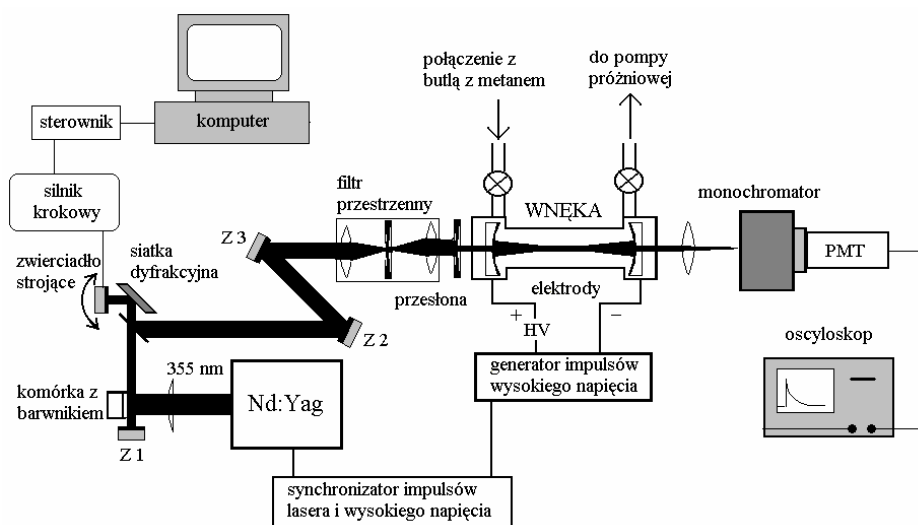 połączenie z
butlą z metanem
do pompy
próżniowej
sterownik
komputer
silnik
krokowy
filtr
przestrzenny
WNĘKA
monochromator
zwierciadło
strojące
siatka
dyfrakcyjna
Z 3
PMT
przesłona
elektrody
+
HV
−
Z 2
oscyloskop
355 nm
generator impulsów
wysokiego napięcia
komórka z
barwnikiem
Nd:Yag
Z 1
synchronizator impulsów
lasera i wysokiego napięcia